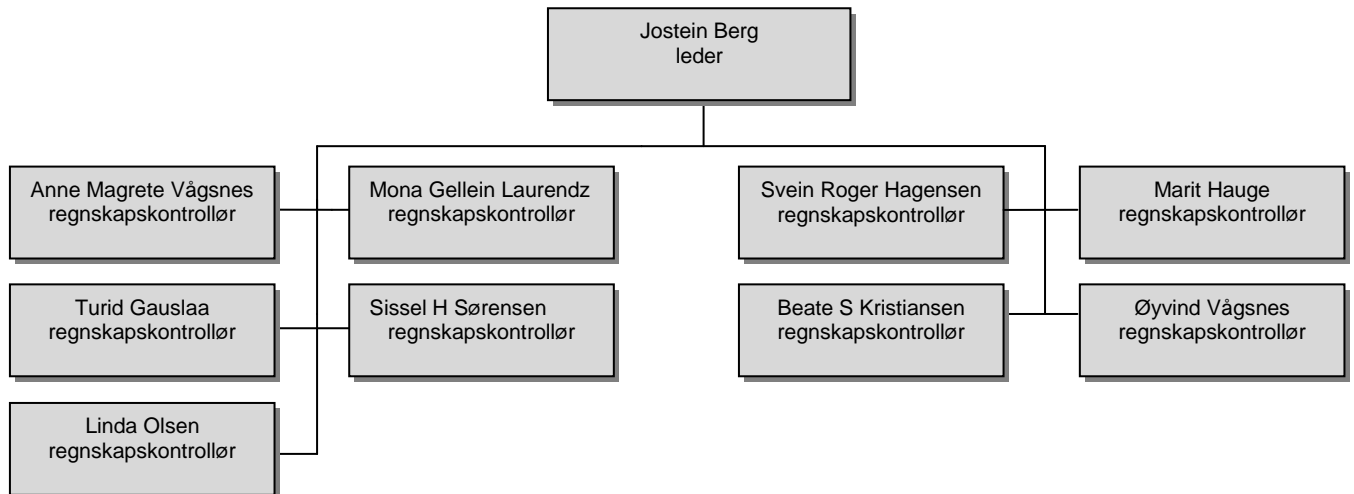 Jostein Berg
leder
Anne Magrete Vågsnes
regnskapskontrollør
Mona Gellein Laurendz
regnskapskontrollør
Svein Roger Hagensen
regnskapskontrollør
Marit Hauge
regnskapskontrollør
Turid Gauslaa
regnskapskontrollør
Sissel H Sørensen
regnskapskontrollør
Beate S Kristiansen
regnskapskontrollør
Øyvind Vågsnes
regnskapskontrollør
Linda Olsen
regnskapskontrollør